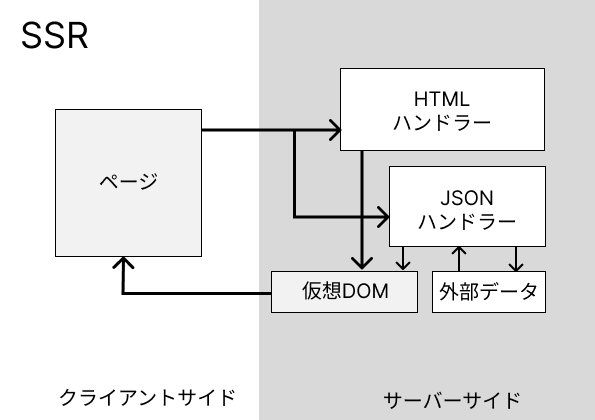 SSR
HTML
ハンドラー
ページ
JSON
ハンドラー
仮想DOM
外部データ
クライアントサイド
サーバーサイド